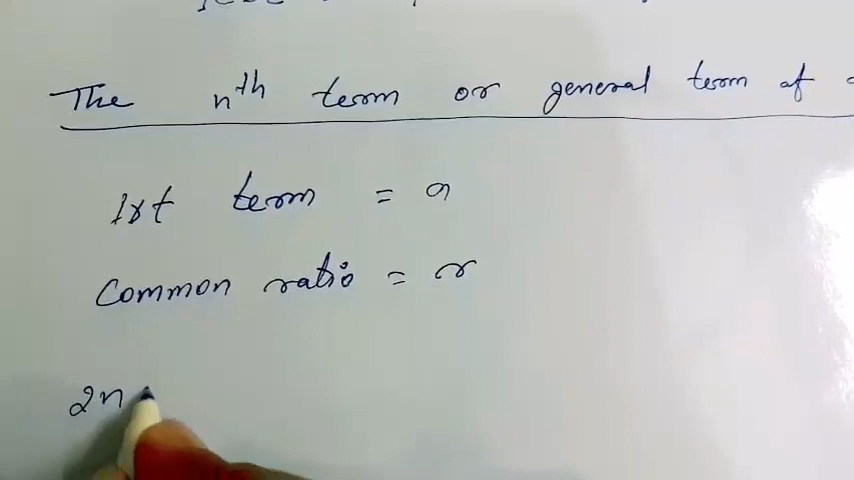 The nth term or general term of
1st term = a
Common ratio = r
2n